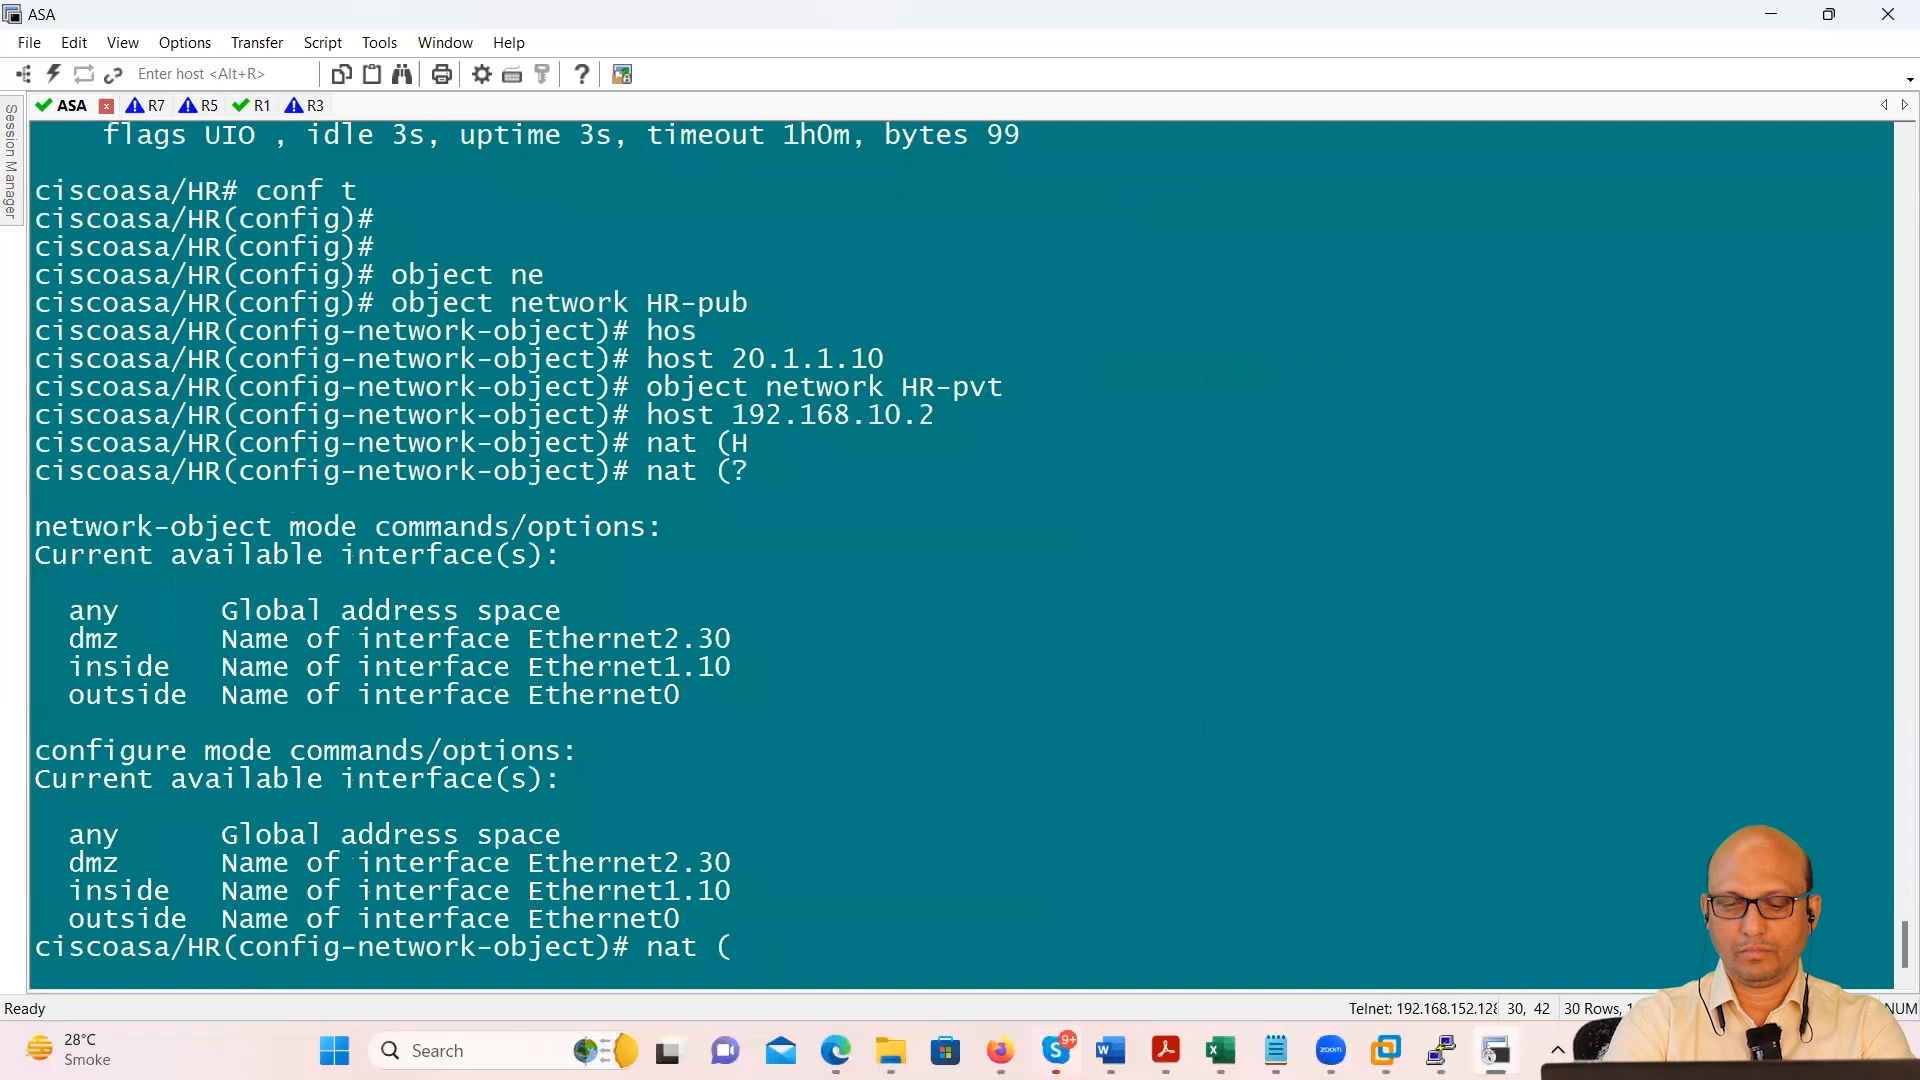 ASA
File Edit View Options Transfer Script Tools Window Help
Enter host <Alt+R>
Session Manager
ASA R7 R5 R1 R3
flags UIO , idle 3s, uptime 3s, timeout 1h0m, bytes 99
ciscoasa/HR# conf t
ciscoasa/HR(config)#
ciscoasa/HR(config)#
ciscoasa/HR(config)# object ne
ciscoasa/HR(config)# object network HR-pub
ciscoasa/HR(config-network-object)# hos
ciscoasa/HR(config-network-object)# host 20.1.1.10
ciscoasa/HR(config-network-object)# object network HR-pvt
ciscoasa/HR(config-network-object)# host 192.168.10.2
ciscoasa/HR(config-network-object)# nat (H
ciscoasa/HR(config-network-object)# nat (?
network-object mode commands/options:
Current available interface(s):
any Global address space
dmz Name of interface Ethernet2.30
inside Name of interface Ethernet1.10
outside Name of interface Ethernet0
configure mode commands/options:
Current available interface(s):
any Global address space
dmz Name of interface Ethernet2.30
inside Name of interface Ethernet1.10
outside Name of interface Ethernet0
ciscoasa/HR(config-network-object)# nat (
Ready
Telnet: 192.168.152.128 30, 42 30 Rows, NUM
28°C
Smoke
Search
9+
zoom